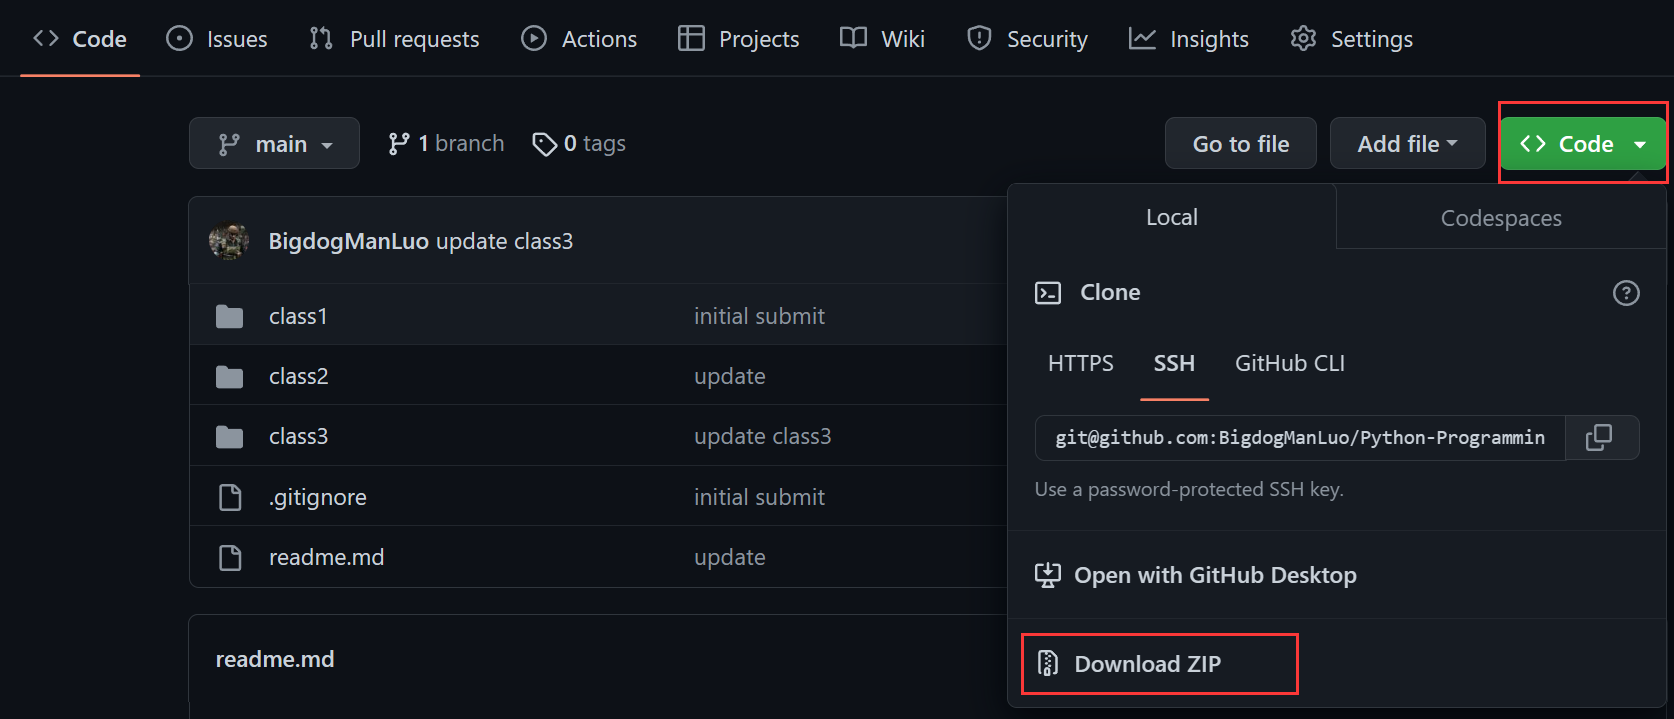 Code Issues Pull requests Actions Projects Wiki Security Insights Settings
main 1 branch 0 tags Go to file Add file Code
Local Codespaces
BigdogManLuo update class3
Clone
class1 initial submit
HTTPS SSH GitHub CLI
class2 update
class3 update class3
git@github.com:BigdogManLuo/Python-Programmin
Use a password-protected SSH key.
.gitignore initial submit
readme.md update
Open with GitHub Desktop
readme.md
Download ZIP